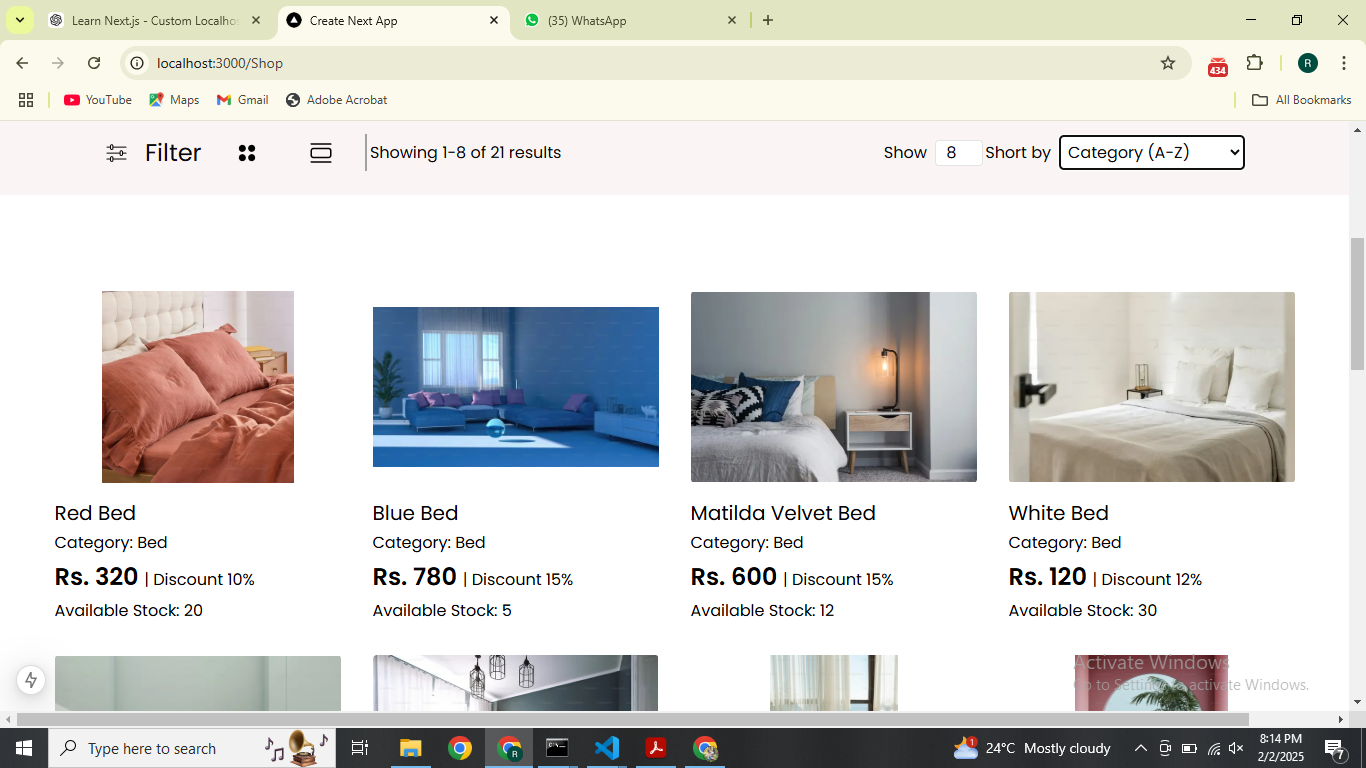 Learn Next.js - Custom Localho
Create Next App
(35) WhatsApp
localhost:3000/Shop
434
R
YouTube
Maps
Gmail
Adobe Acrobat
All Bookmarks
Filter
Showing 1-8 of 21 results
Show 8 Short by Category (A-Z)
Red Bed
Category: Bed
Rs. 320 | Discount 10%
Available Stock: 20
Blue Bed
Category: Bed
Rs. 780 | Discount 15%
Available Stock: 5
Matilda Velvet Bed
Category: Bed
Rs. 600 | Discount 15%
Available Stock: 12
White Bed
Category: Bed
Rs. 120 | Discount 12%
Available Stock: 30
Activate Windows
Go to Settings to activate Windows.
Type here to search
R
1
24°C Mostly cloudy
8:14 PM
2/2/2025
7